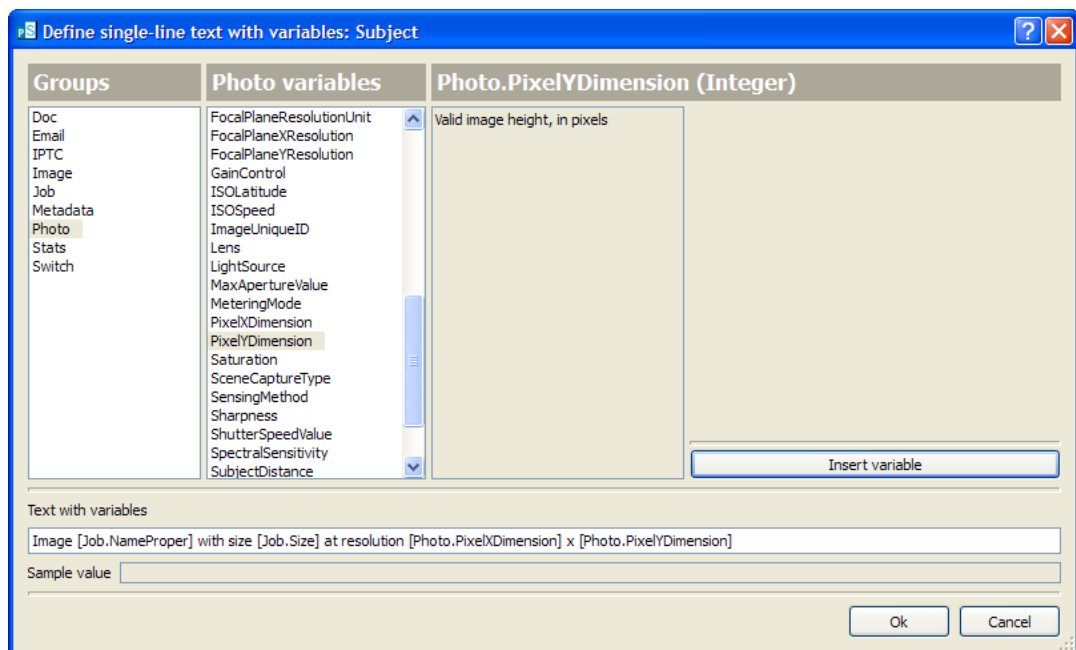 pS Define single-line text with variables: Subject
Groups
Photo variables
Photo.PixelYDimension (Integer)
Doc
Email
IPTC
Image
Job
Metadata
Photo
Stats
Switch
FocalPlaneResolutionUnit
FocalPlaneXResolution
FocalPlaneYResolution
GainControl
ISOLatitude
ISOSpeed
ImageUniqueID
Lens
LightSource
MaxApertureValue
MeteringMode
PixelXDimension
PixelYDimension
Saturation
SceneCaptureType
SensingMethod
Sharpness
ShutterSpeedValue
SpectralSensitivity
SubjectDistance
Valid image height, in pixels
Insert variable
Text with variables
Image [Job.NameProper] with size [Job.Size] at resolution [Photo.PixelXDimension] x [Photo.PixelYDimension]
Sample value
Ok
Cancel